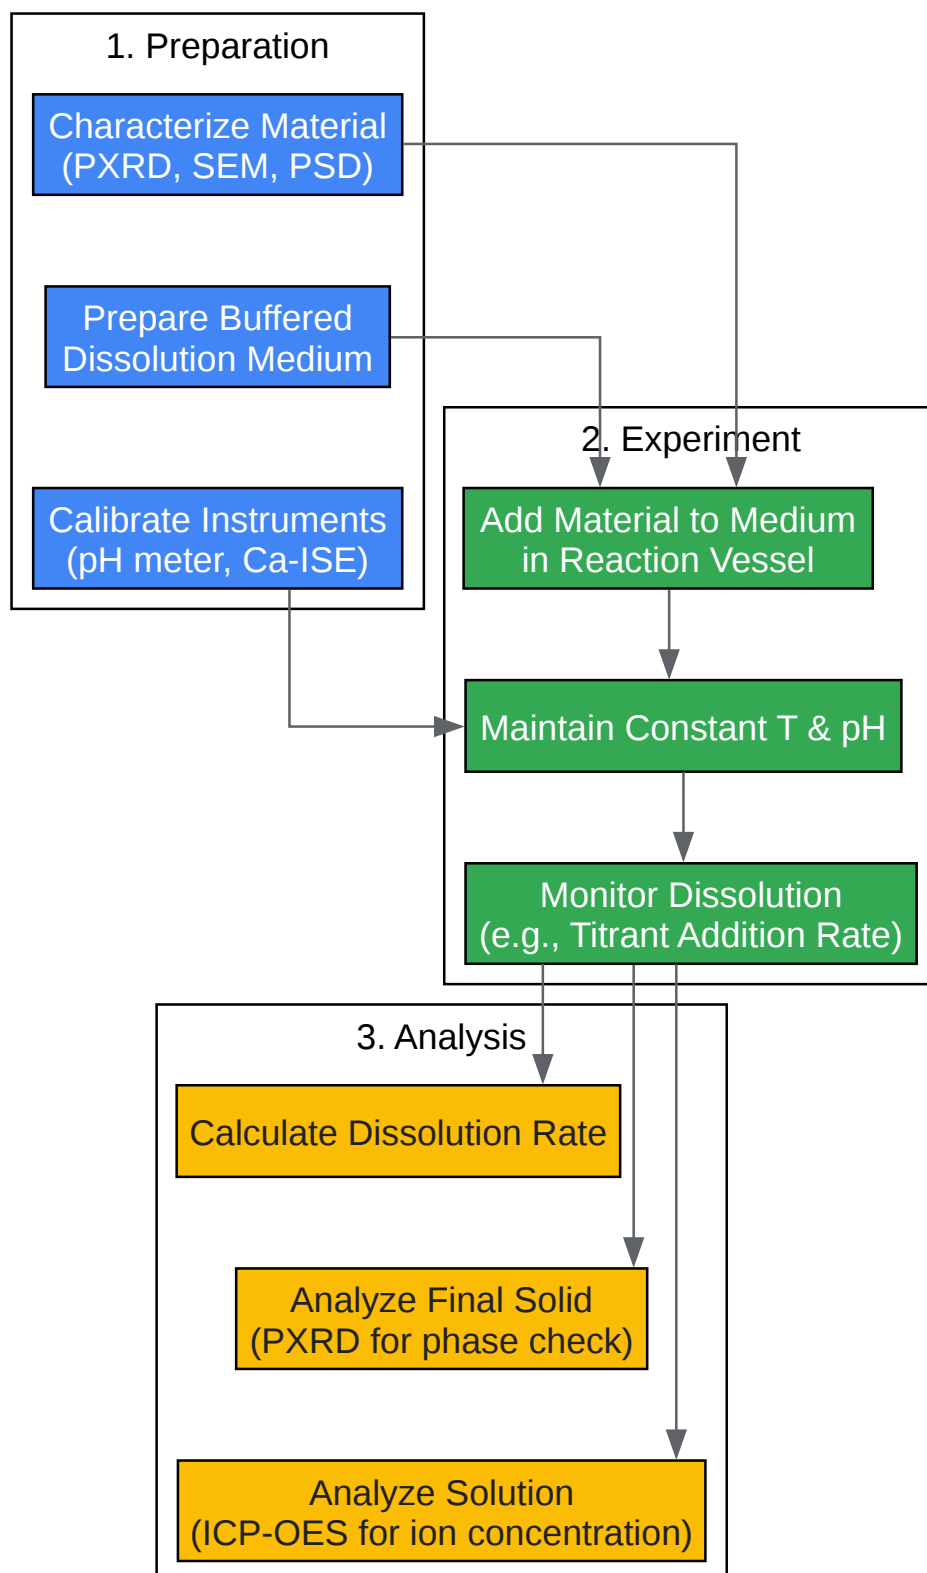 1. Preparation
Characterize Material
(PXRD, SEM, PSD)
Prepare Buffered
Dissolution Medium
Calibrate Instruments
(pH meter, Ca-ISE)
2. Experiment
Add Material to Medium
in Reaction Vessel
Maintain Constant T & pH
Monitor Dissolution
(e.g., Titrant Addition Rate)
3. Analysis
Calculate Dissolution Rate
Analyze Final Solid
(PXRD for phase check)
Analyze Solution
(ICP-OES for ion concentration)